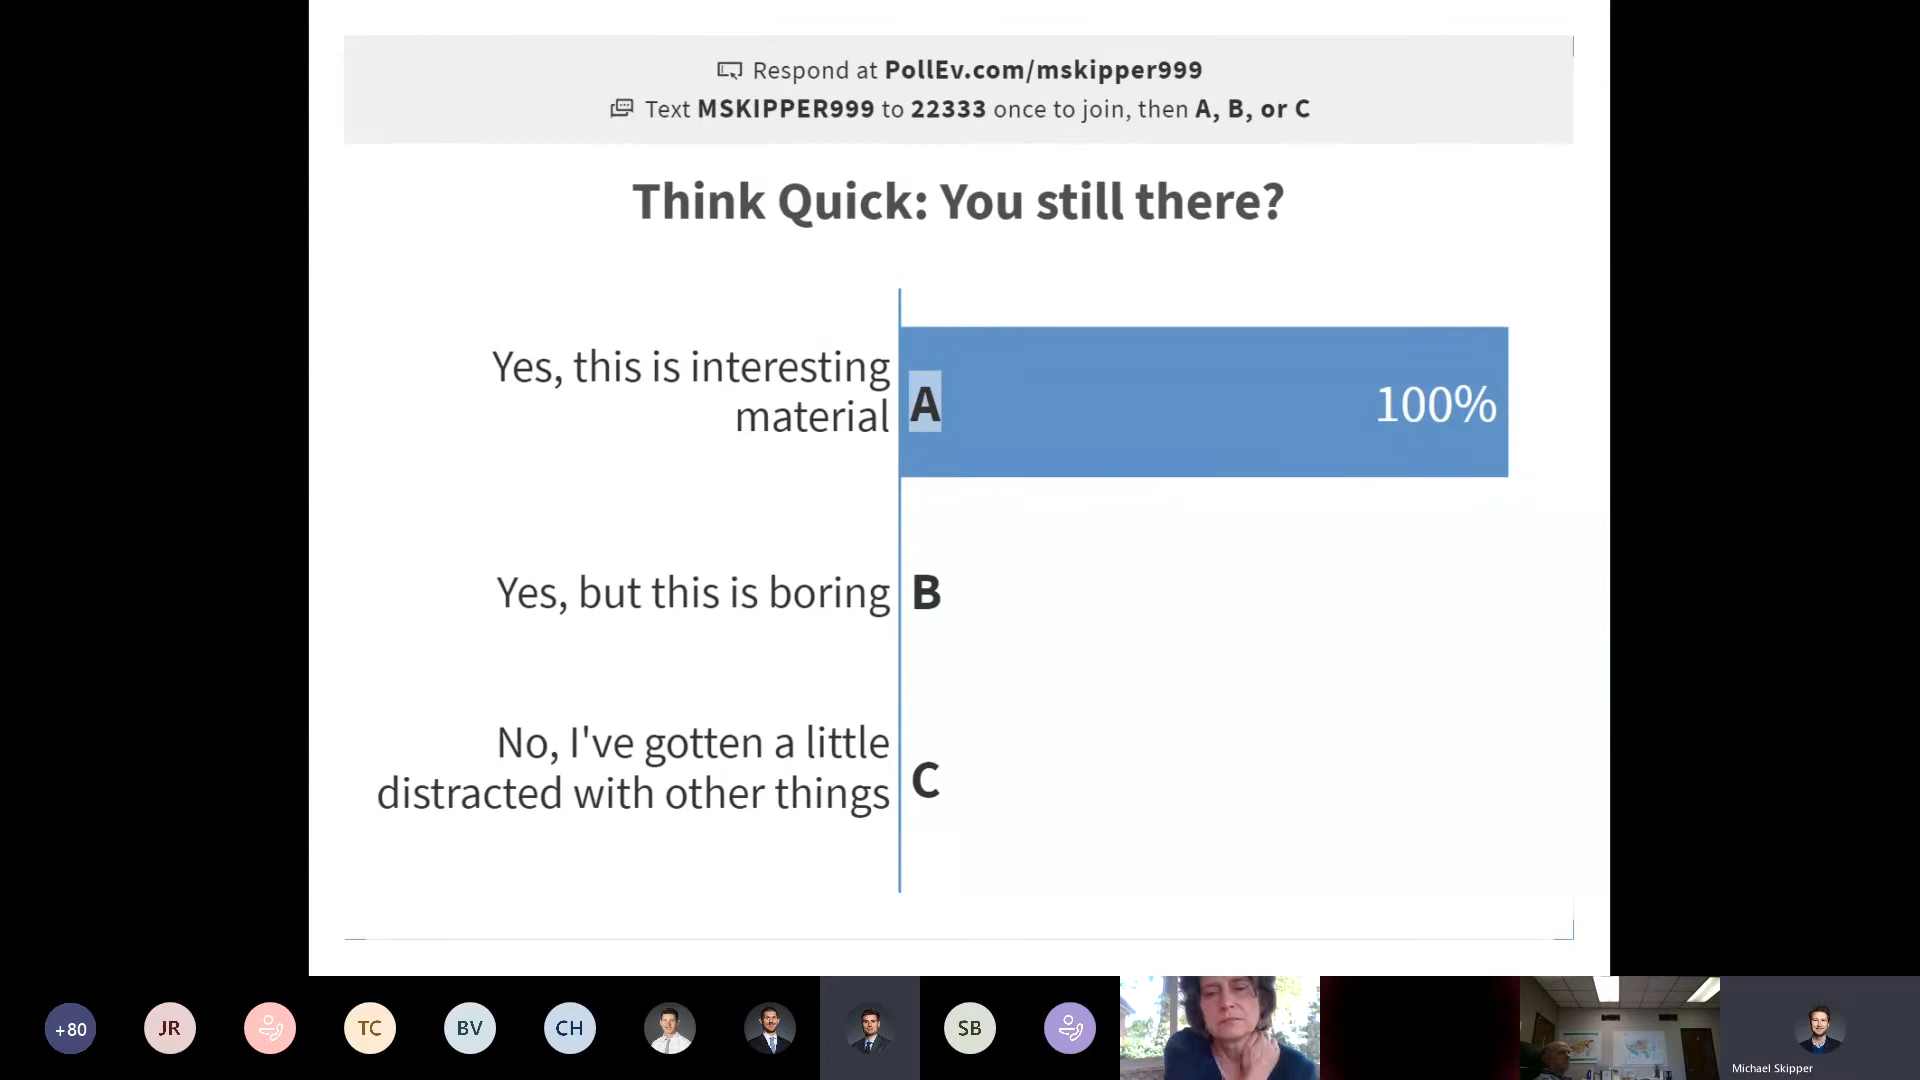 Respond at PollEv.com/mskipper999
Text MSKIPPER999 to 22333 once to join, then A, B, or C
Think Quick: You still there?
Yes, this is interesting
material
A
100%
Yes, but this is boring
B
No, I've gotten a little
distracted with other things
C
+80
JR
TC
BV
CH
SB
Michael Skipper